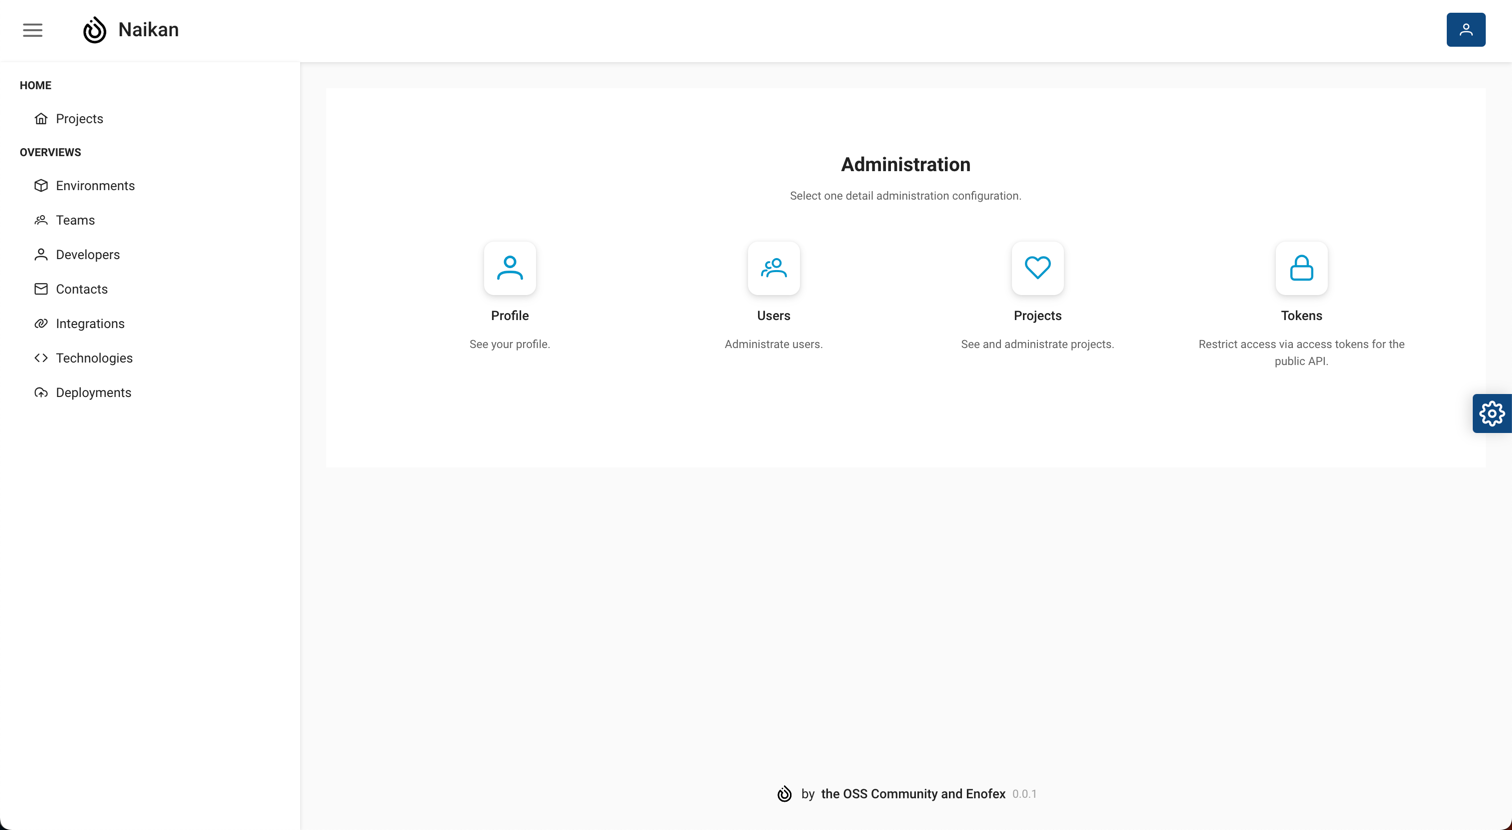 Naikan
HOME
Projects
OVERVIEWS
Environments
Teams
Developers
Contacts
Integrations
Technologies
Deployments
Administration
Select one detail administration configuration.
Profile
See your profile.
Users
Administrate users.
Projects
See and administrate projects.
Tokens
Restrict access via access tokens for the
public API.
by the OSS Community and Enofex 0.0.1